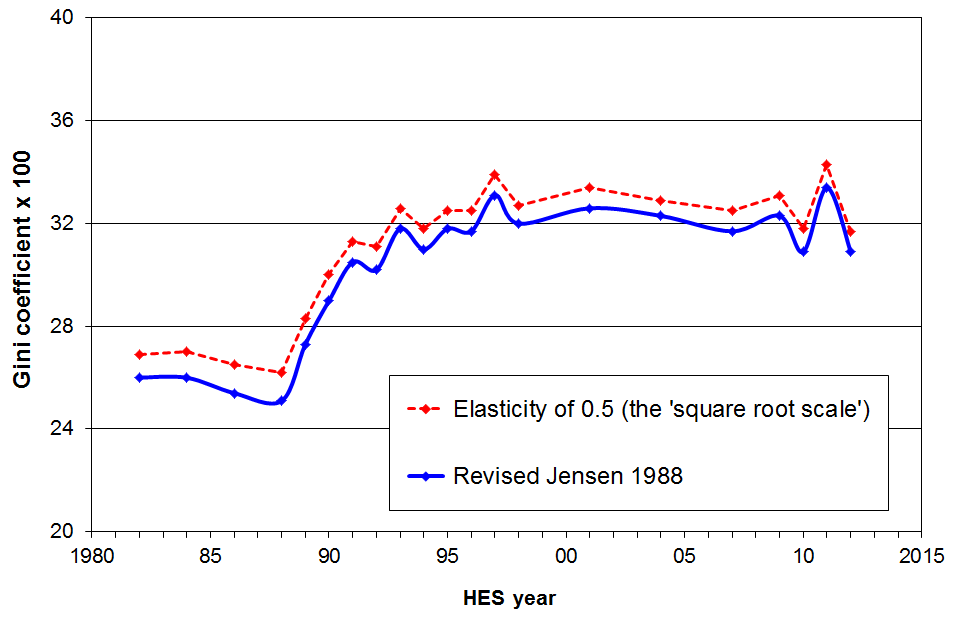 40
36
32
28
24
20
Gini coefficient x 100
Elasticity of 0.5 (the 'square root scale')
Revised Jensen 1988
1980 85 90 95 00 05 10 2015
HES year